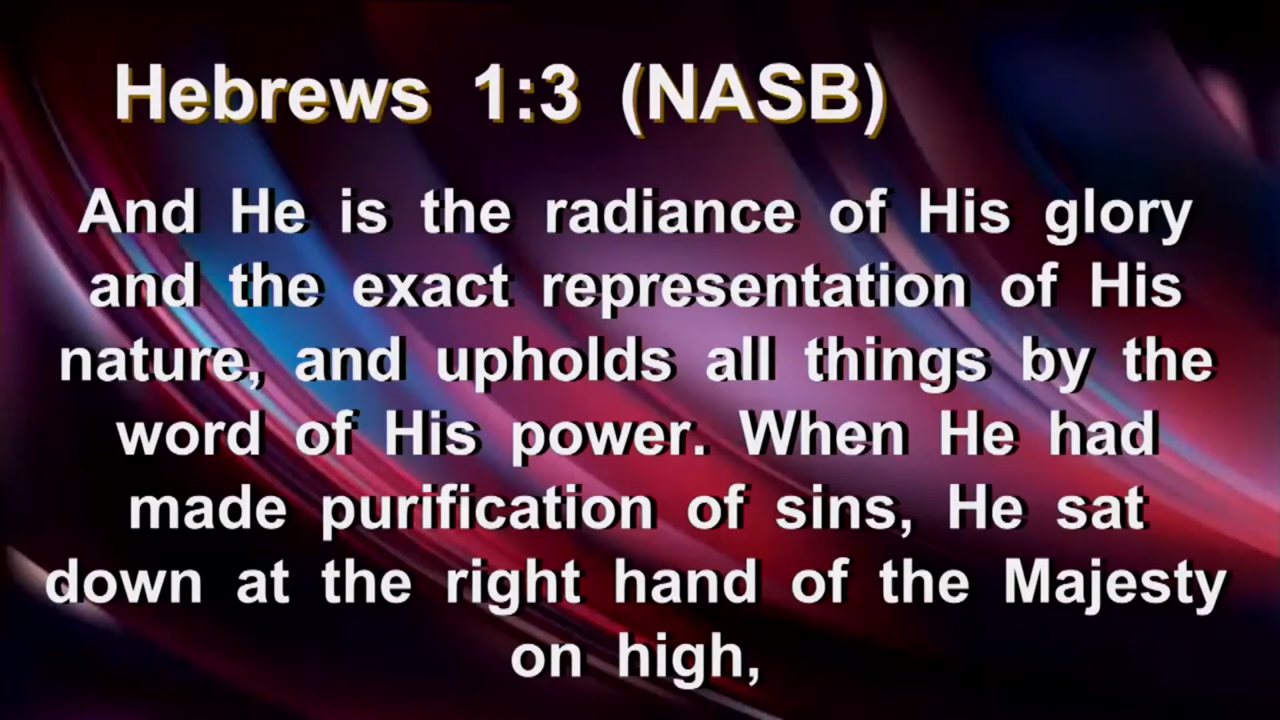 Hebrews 1:3 (NASB)
And He is the radiance of His glory
and the exact representation of His
nature, and upholds all things by the
word of His power. When He had
made purification of sins, He sat
down at the right hand of the Majesty
on high,